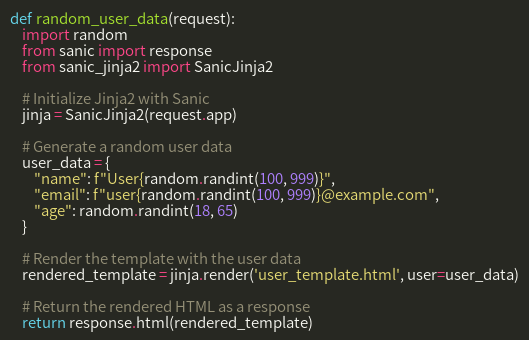 def random_user_data(request):
    import random
    from sanic import response
    from sanic_jinja2 import SanicJinja2

    # Initialize Jinja2 with Sanic
    jinja = SanicJinja2(request.app)

    # Generate a random user data
    user_data = {
        "name": f"User{random.randint(100, 999)}",
        "email": f"user{random.randint(100, 999)}@example.com",
        "age": random.randint(18, 65)
    }

    # Render the template with the user data
    rendered_template = jinja.render('user_template.html', user=user_data)

    # Return the rendered HTML as a response
    return response.html(rendered_template)